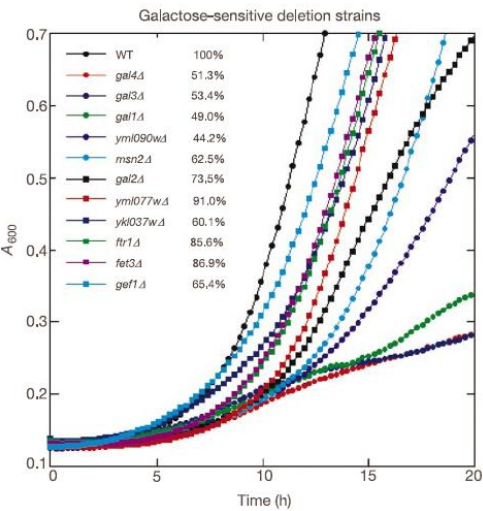 Galactose–sensitive deletion strains
0.7
0.6
0.5
0.4
0.3
0.2
0.1
A600
WT 100%
gal4Δ 51.3%
gal3Δ 53.4%
gal1Δ 49.0%
yml090wΔ 44.2%
msn2Δ 62.5%
gal2Δ 73,5%
yml077wΔ 91.0%
ykl037wΔ 60.1%
ftr1Δ 85.6%
fet3Δ 86.9%
gef1Δ 65,4%
0 5 10 15 20
Time (h)